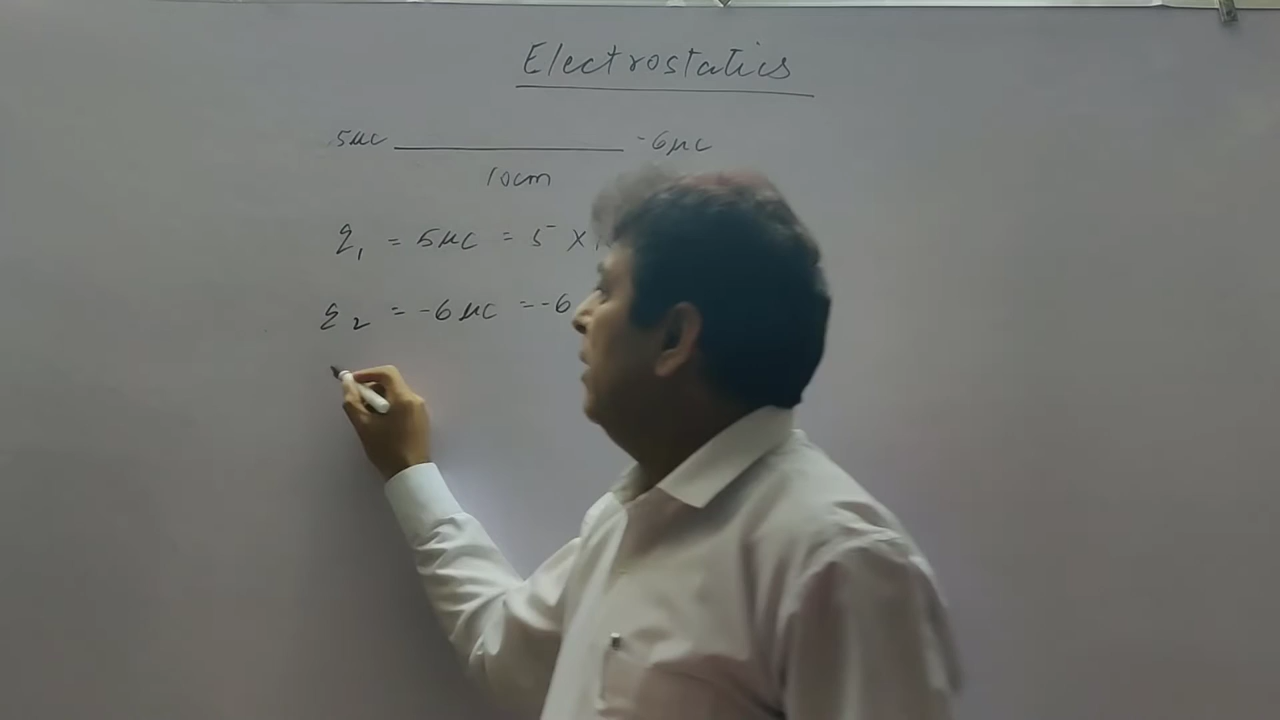 Electrostatics
5μC -6μC
10cm
q₁ = 5μC = 5 ×
q₂ = -6μC = -6